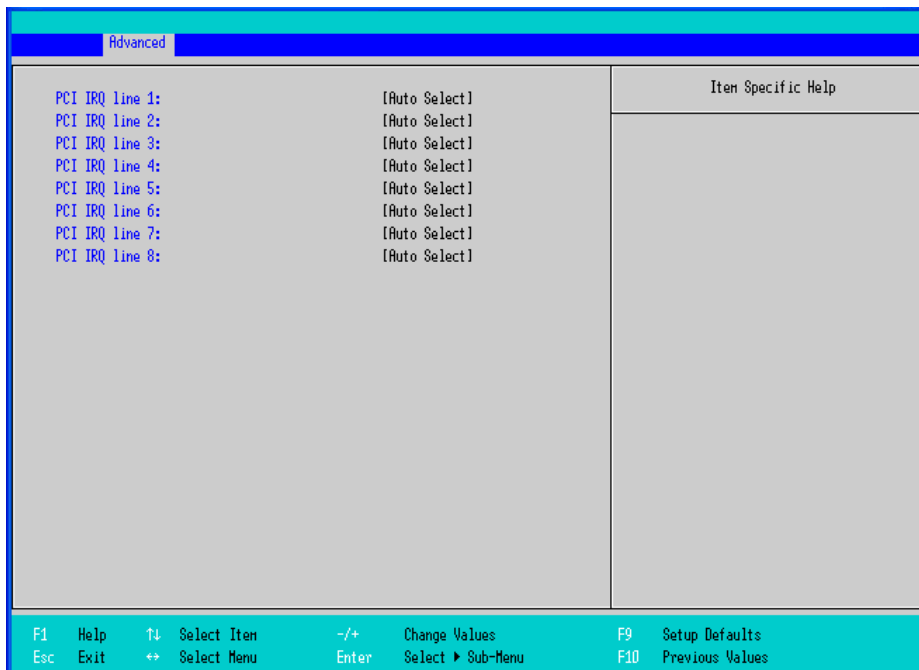 Advanced
PCI IRQ line 1: [Auto Select]
PCI IRQ line 2: [Auto Select]
PCI IRQ line 3: [Auto Select]
PCI IRQ line 4: [Auto Select]
PCI IRQ line 5: [Auto Select]
PCI IRQ line 6: [Auto Select]
PCI IRQ line 7: [Auto Select]
PCI IRQ line 8: [Auto Select]
Item Specific Help
F1 Help ↑↓ Select Item -/+ Change Values F9 Setup Defaults
Esc Exit ↔ Select Menu Enter Select ▶ Sub-Menu F10 Previous Values